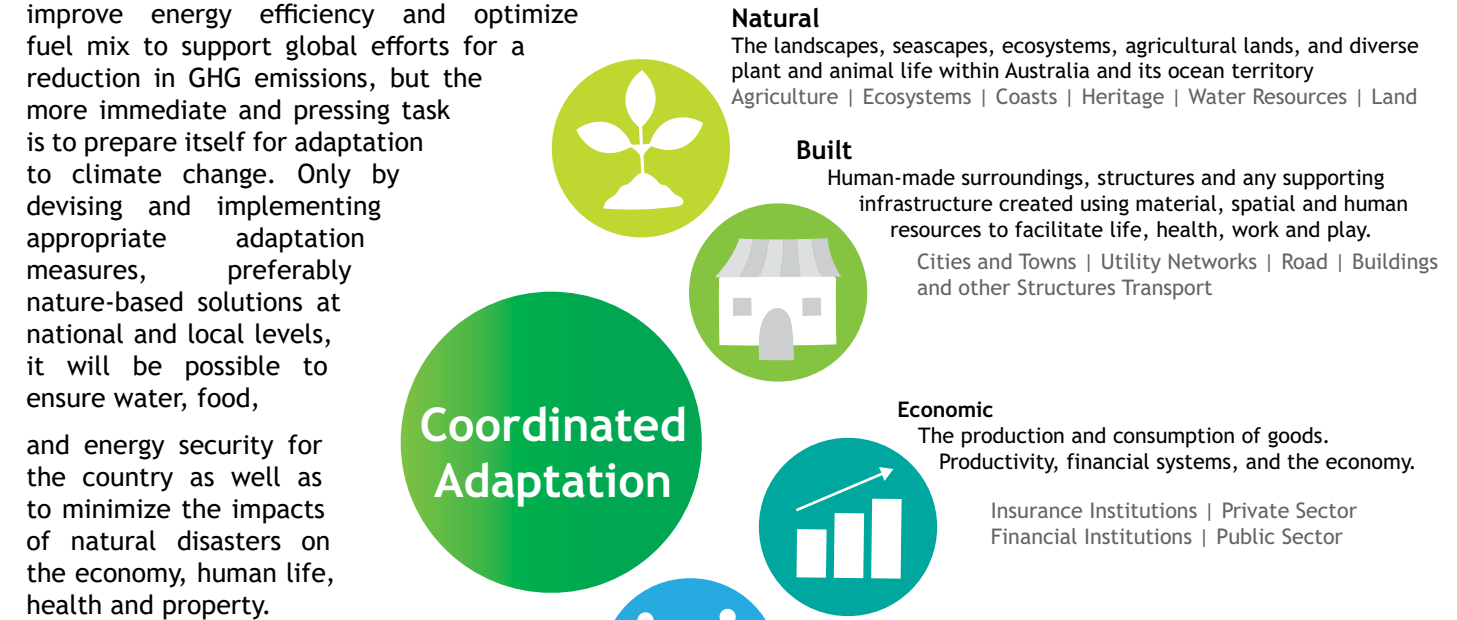 improve energy efficiency and optimize
fuel mix to support global efforts for a
reduction in GHG emissions, but the
more immediate and pressing task
is to prepare itself for adaptation
to climate change. Only by
devising and implementing
appropriate adaptation
measures, preferably
nature-based solutions at
national and local levels,
it will be possible to
ensure water, food,
and energy security for
the country as well as
to minimize the impacts
of natural disasters on
the economy, human life,
health and property.
Coordinated
Adaptation
Natural
The landscapes, seascapes, ecosystems, agricultural lands, and diverse
plant and animal life within Australia and its ocean territory
Agriculture | Ecosystems | Coasts | Heritage | Water Resources | Land
Built
Human-made surroundings, structures and any supporting
infrastructure created using material, spatial and human
resources to facilitate life, health, work and play.
Cities and Towns | Utility Networks | Road | Buildings
and other Structures Transport
Economic
The production and consumption of goods.
Productivity, financial systems, and the economy.
Insurance Institutions | Private Sector
Financial Institutions | Public Sector